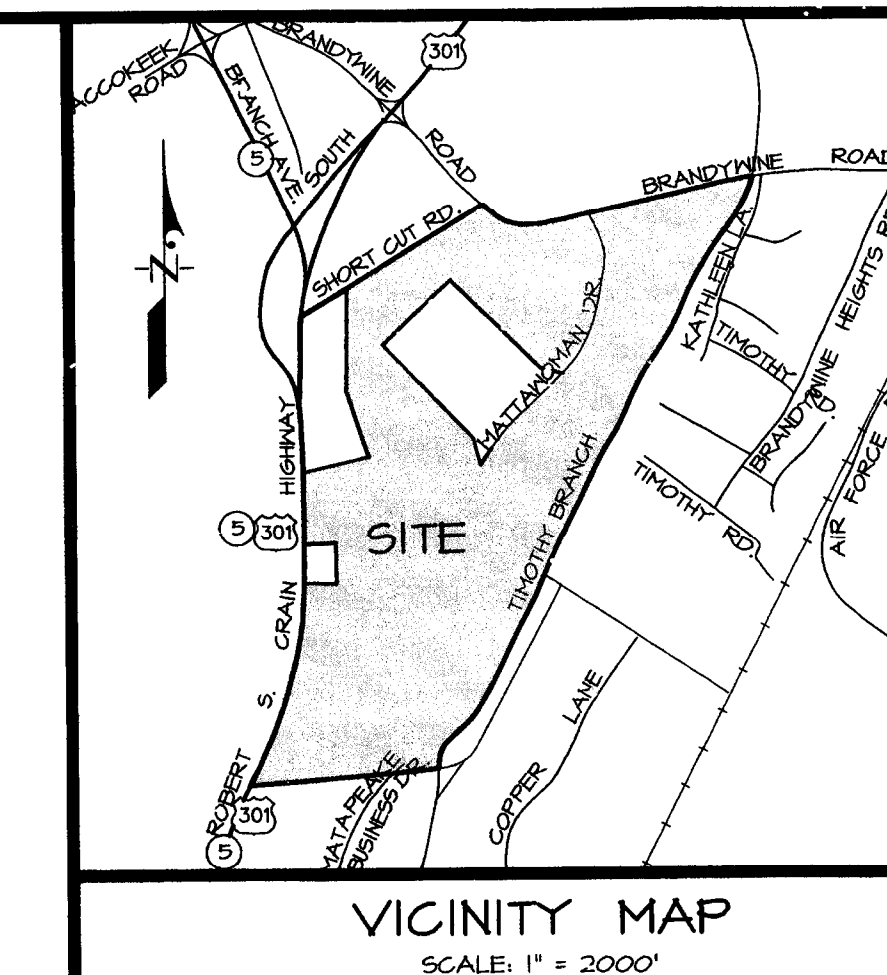 ACCOKEEK
ROAD
BRANDYWINE
ROAD
301
BRANCH AVE.
5
SOUTH
BRANDYWINE
ROAD
SHORT CUT RD.
N
KATHLEEN LA.
MATTAWOMAN DR.
TIMOTHY
BRANDYWINE HEIGHTS
HIGHWAY
5
301
SITE
TIMOTHY BRANCH
TIMOTHY RD.
AIR FORCE
CRAIN
S.
ROBERT
301
5
MATAPEAKE
BUSINESS DR.
COPPER LANE
VICINITY MAP
SCALE: 1" = 2000'